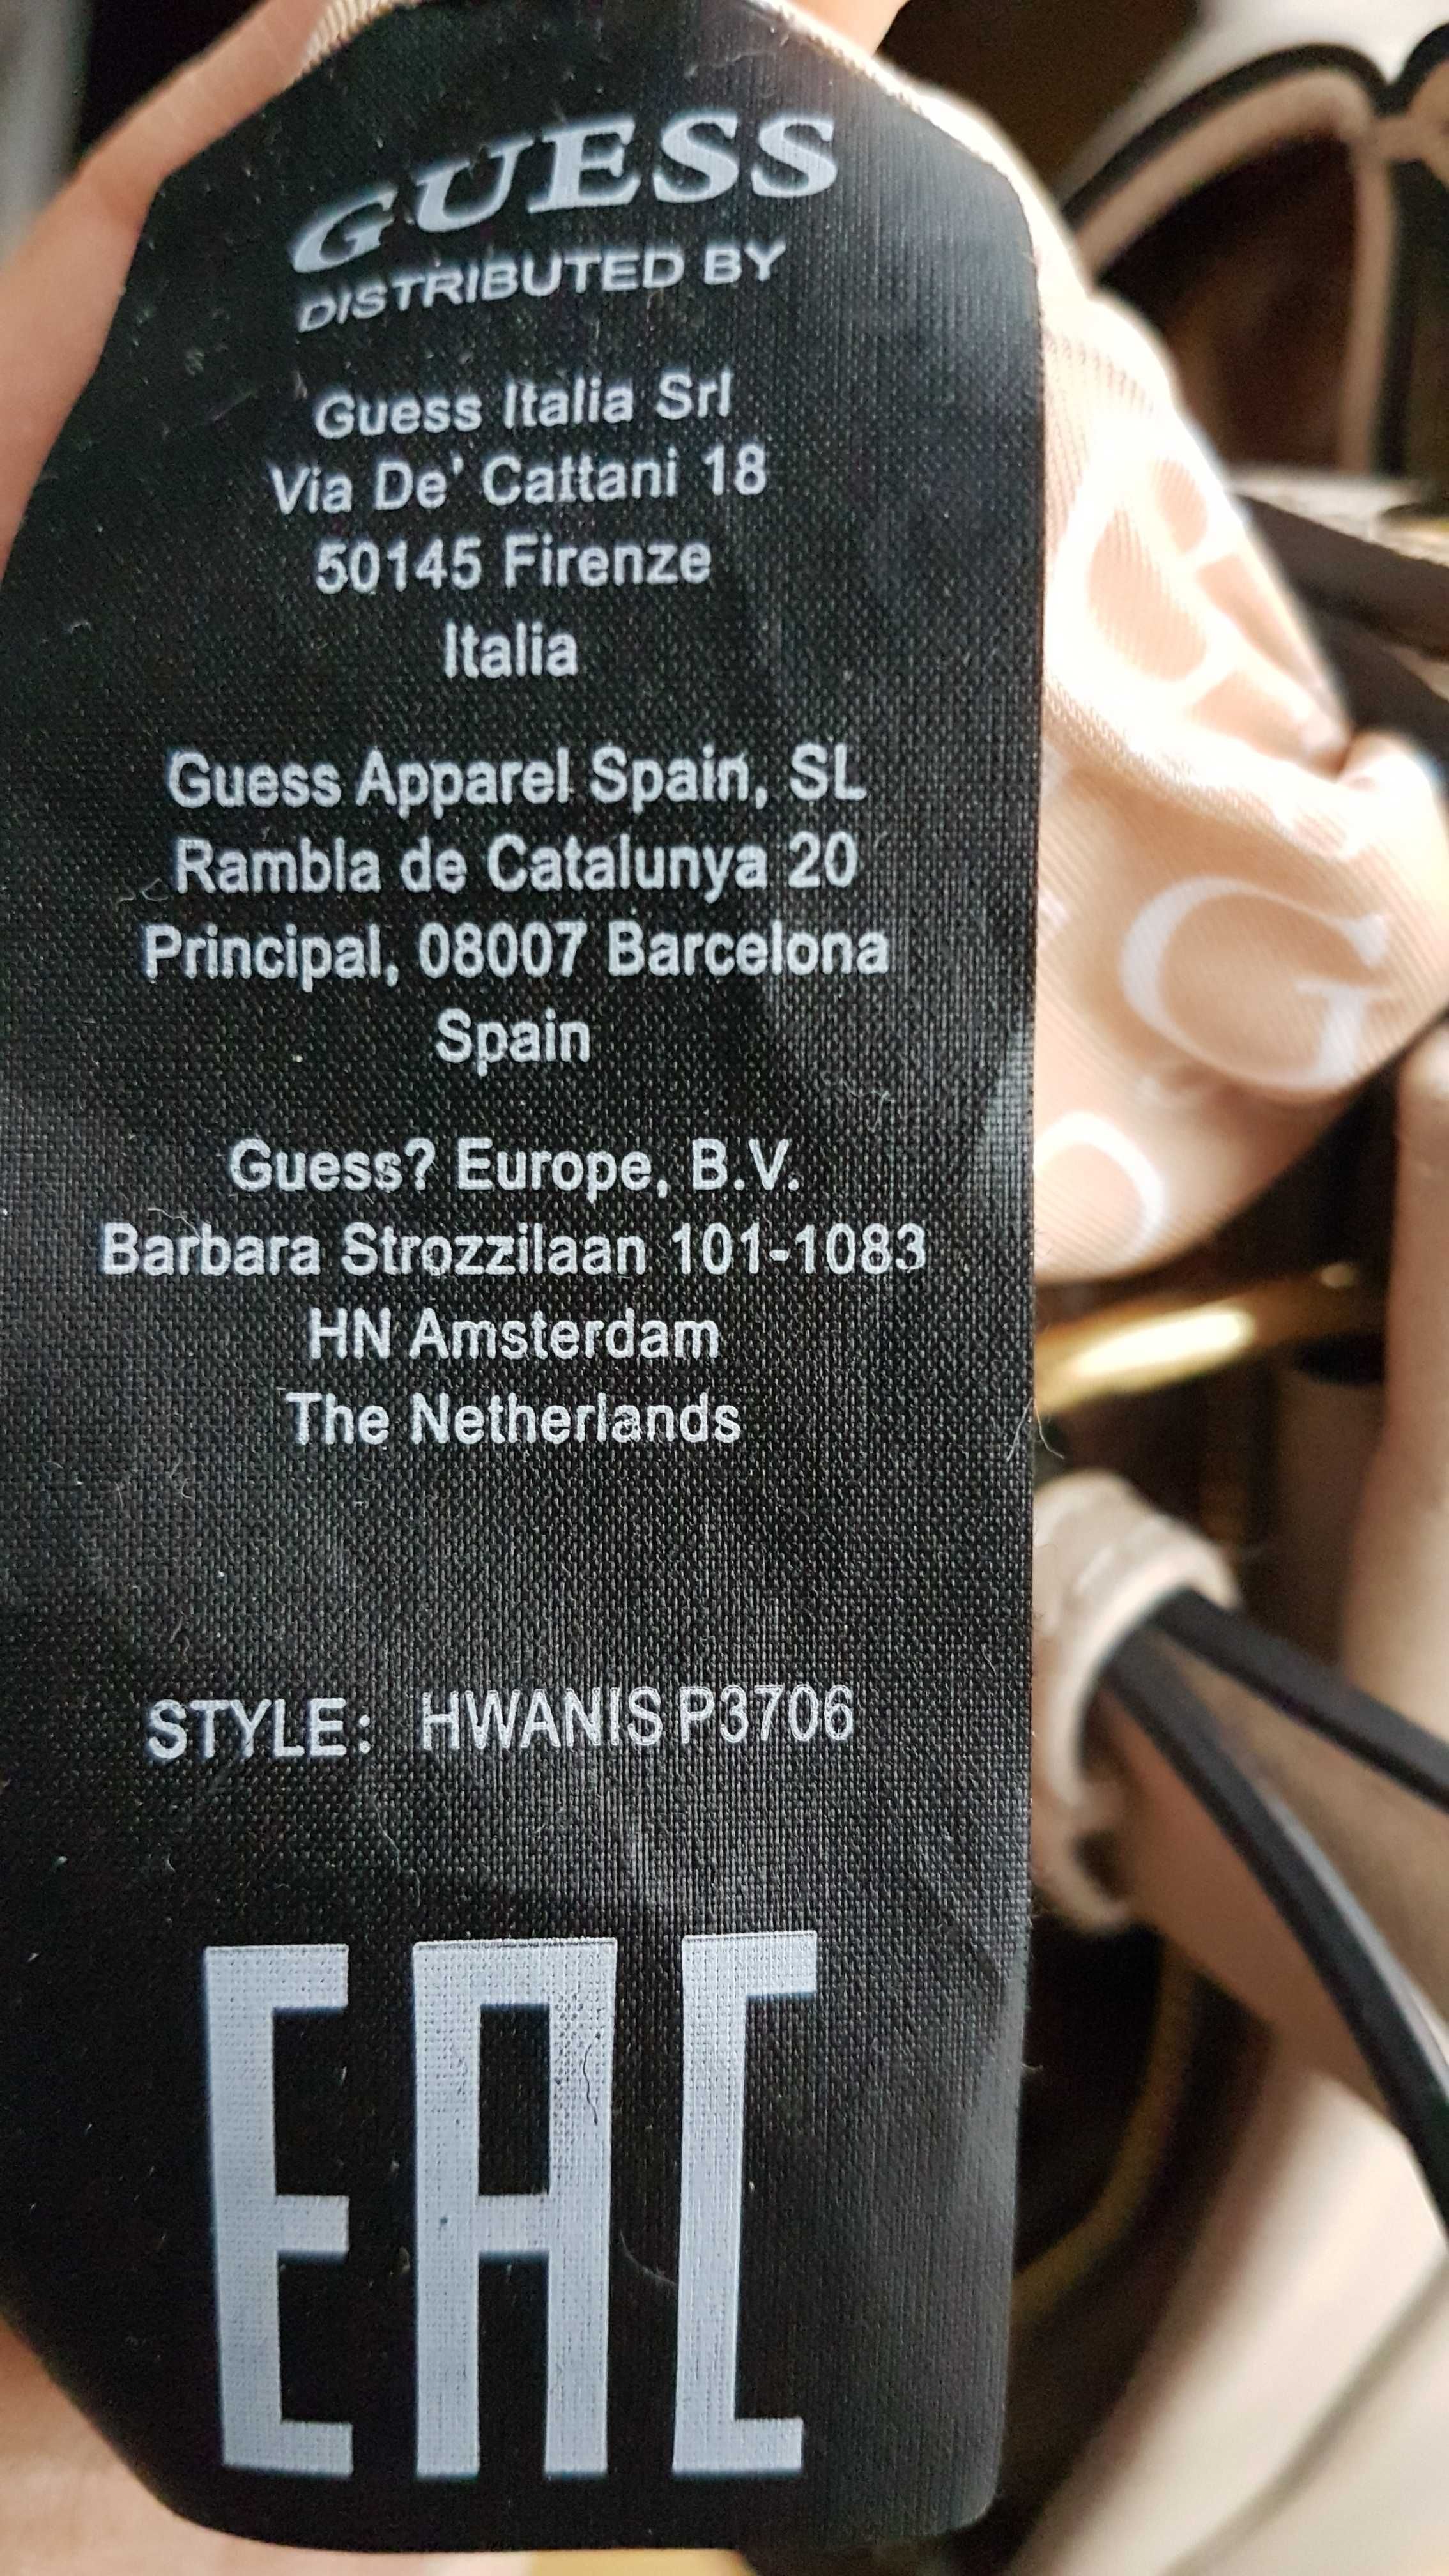 GUESS
DISTRIBUTED BY
Guess Italia Srl
Via De' Cattani 18
50145 Firenze
Italia
Guess Apparel Spain, SL
Rambla de Catalunya 20
Principal, 08007 Barcelona
Spain
Guess? Europe, B.V.
Barbara Strozzilaan 101-1083
HN Amsterdam
The Netherlands
STYLE: HWANIS P3706
EAC
G